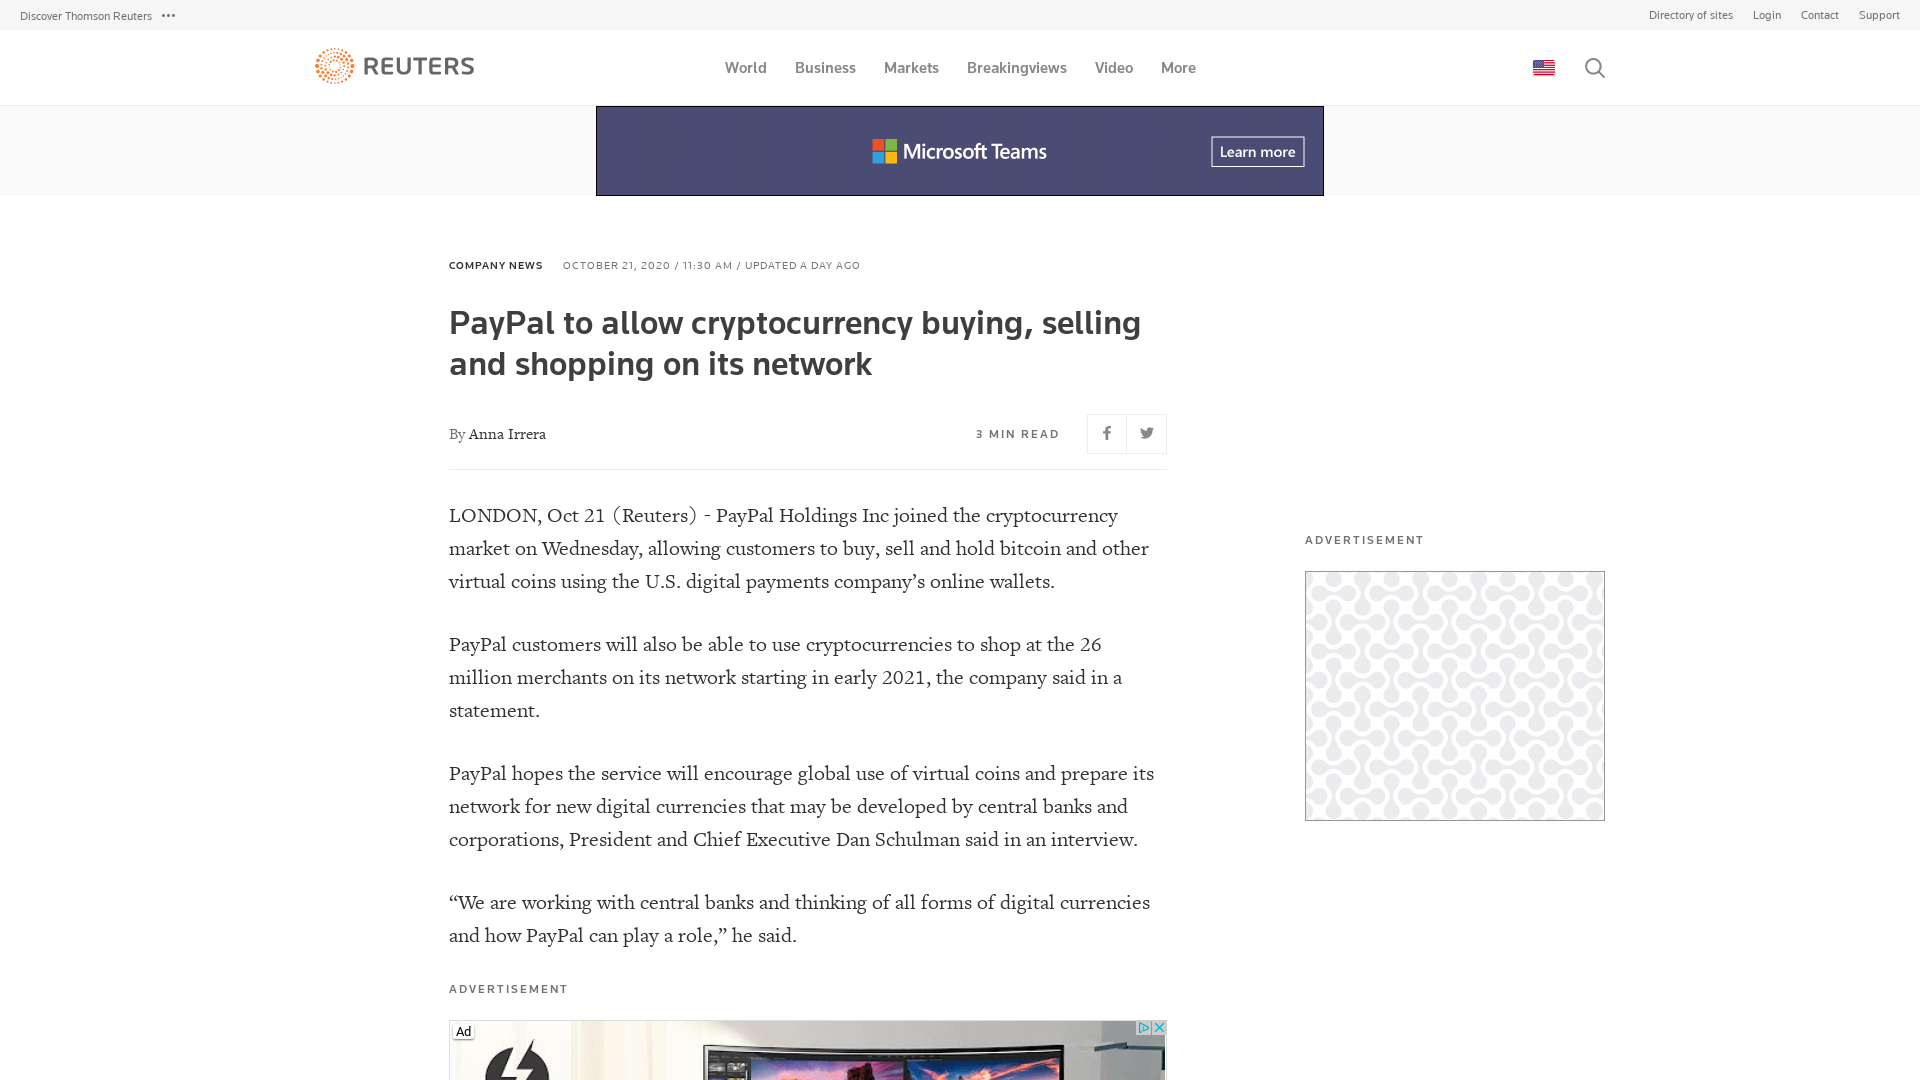 Discover Thomson Reuters
Directory of sites Login Contact Support
REUTERS
World Business Markets Breakingviews Video More
Microsoft Teams
Learn more
COMPANY NEWS OCTOBER 21, 2020 / 11:30 AM / UPDATED A DAY AGO
PayPal to allow cryptocurrency buying, selling
and shopping on its network
By Anna Irrera
3 MIN READ
LONDON, Oct 21 (Reuters) - PayPal Holdings Inc joined the cryptocurrency
market on Wednesday, allowing customers to buy, sell and hold bitcoin and other
virtual coins using the U.S. digital payments company’s online wallets.
PayPal customers will also be able to use cryptocurrencies to shop at the 26
million merchants on its network starting in early 2021, the company said in a
statement.
PayPal hopes the service will encourage global use of virtual coins and prepare its
network for new digital currencies that may be developed by central banks and
corporations, President and Chief Executive Dan Schulman said in an interview.
“We are working with central banks and thinking of all forms of digital currencies
and how PayPal can play a role,” he said.
ADVERTISEMENT
Ad
ADVERTISEMENT